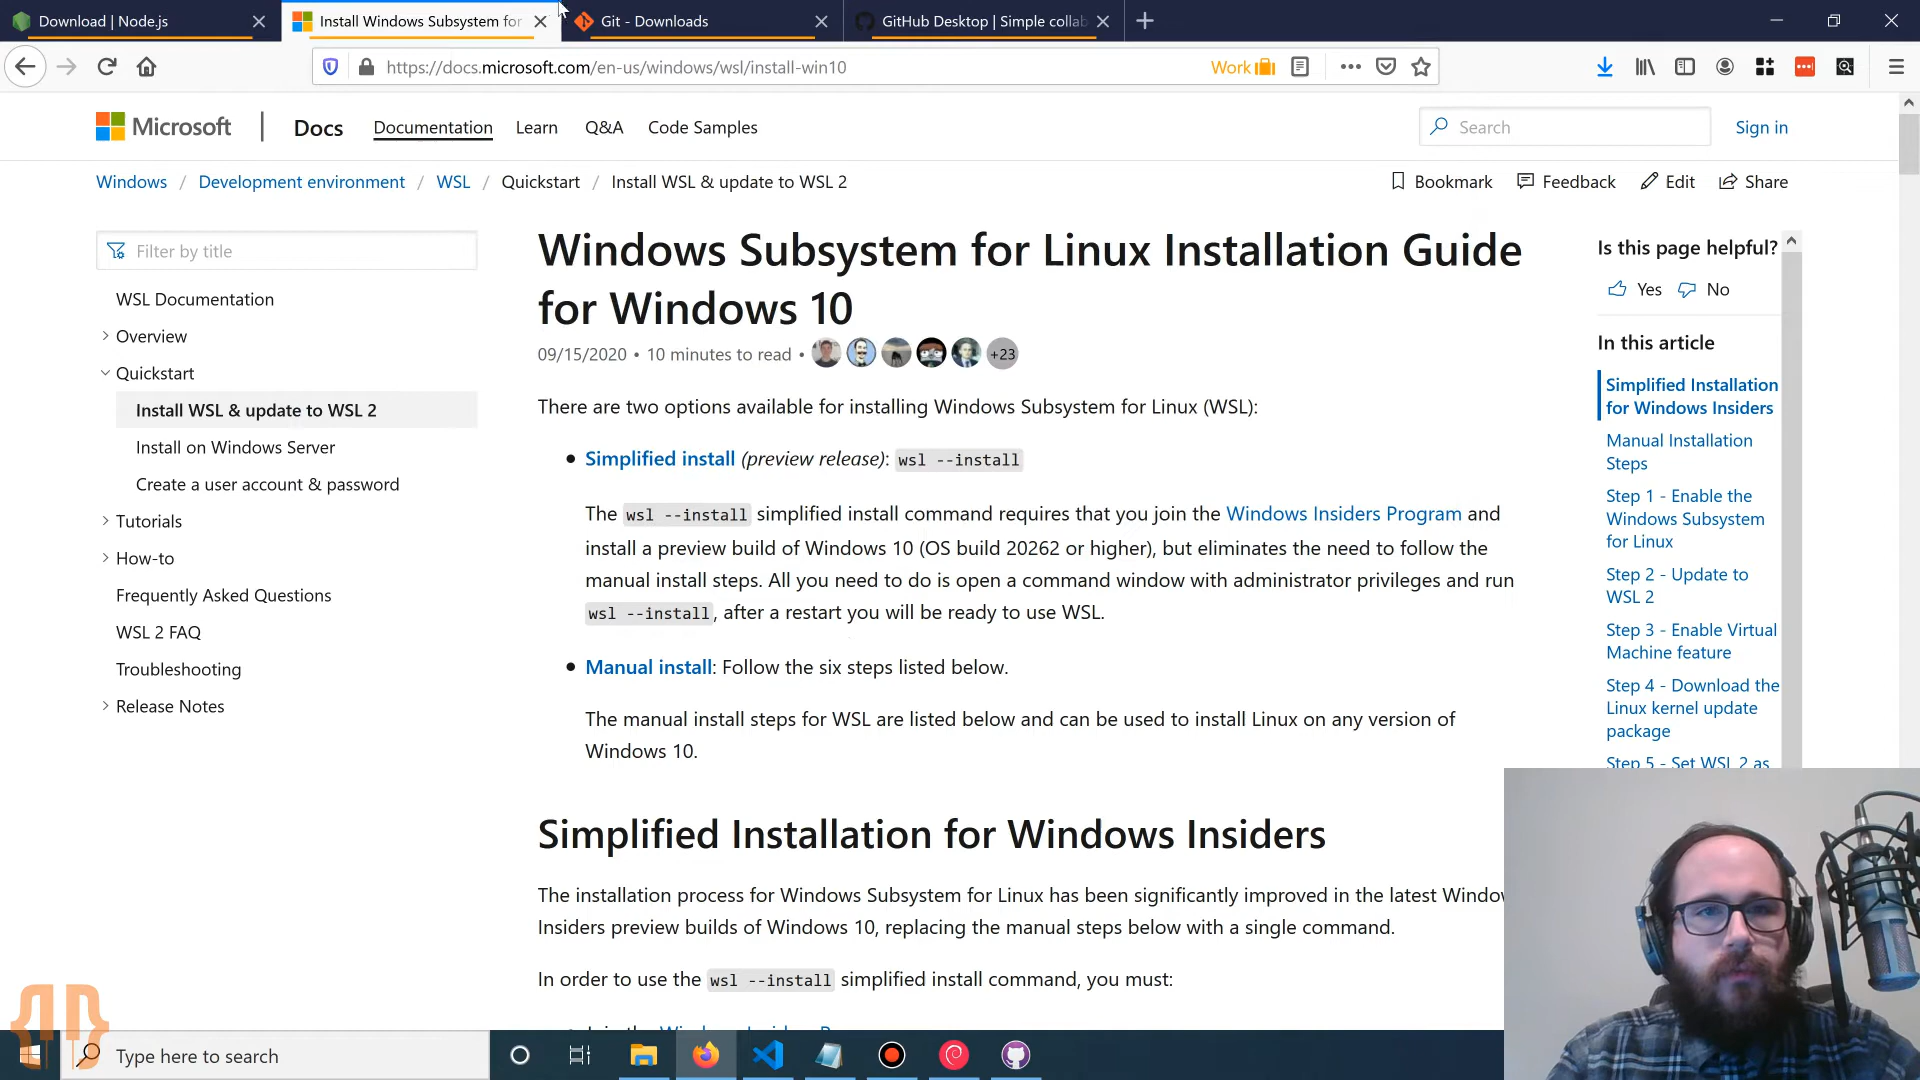 Download | Node.js
Install Windows Subsystem for
Git - Downloads
GitHub Desktop | Simple collab
https://docs.microsoft.com/en-us/windows/wsl/install-win10
Work
Microsoft
Docs
Documentation
Learn
Q&A
Code Samples
Search
Sign in
Windows / Development environment / WSL / Quickstart / Install WSL & update to WSL 2
Bookmark
Feedback
Edit
Share
Filter by title
WSL Documentation
Overview
Quickstart
Install WSL & update to WSL 2
Install on Windows Server
Create a user account & password
Tutorials
How-to
Frequently Asked Questions
WSL 2 FAQ
Troubleshooting
Release Notes
Windows Subsystem for Linux Installation Guide
for Windows 10
09/15/2020 • 10 minutes to read •
+23
There are two options available for installing Windows Subsystem for Linux (WSL):
• Simplified install (preview release): wsl --install
The wsl --install simplified install command requires that you join the Windows Insiders Program and
install a preview build of Windows 10 (OS build 20262 or higher), but eliminates the need to follow the
manual install steps. All you need to do is open a command window with administrator privileges and run
wsl --install, after a restart you will be ready to use WSL.
• Manual install: Follow the six steps listed below.
The manual install steps for WSL are listed below and can be used to install Linux on any version of
Windows 10.
Simplified Installation for Windows Insiders
The installation process for Windows Subsystem for Linux has been significantly improved in the latest Windo
Insiders preview builds of Windows 10, replacing the manual steps below with a single command.
In order to use the wsl --install simplified install command, you must:
Is this page helpful?
Yes
No
In this article
Simplified Installation
for Windows Insiders
Manual Installation
Steps
Step 1 - Enable the
Windows Subsystem
for Linux
Step 2 - Update to
WSL 2
Step 3 - Enable Virtual
Machine feature
Step 4 - Download the
Linux kernel update
package
Step 5 - Set WSL 2 as
Type here to search